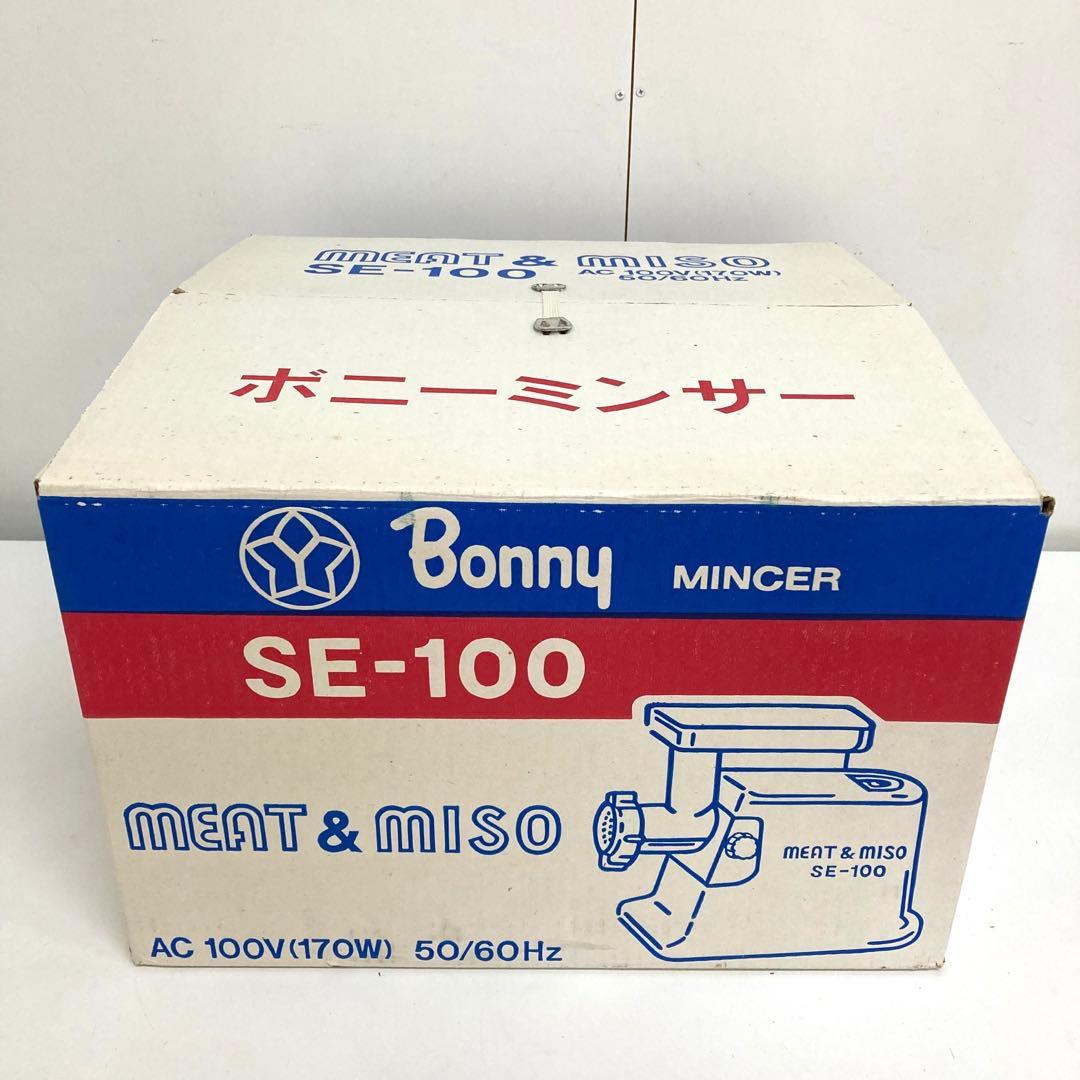 MEAT & MISO
SE-100 AC 100V(170W)
50/60Hz
ボニーミンサー
Bonny MINCER
SE-100
MEAT & MISO
MEAT & MISO
SE-100
AC 100V(170W) 50/60Hz